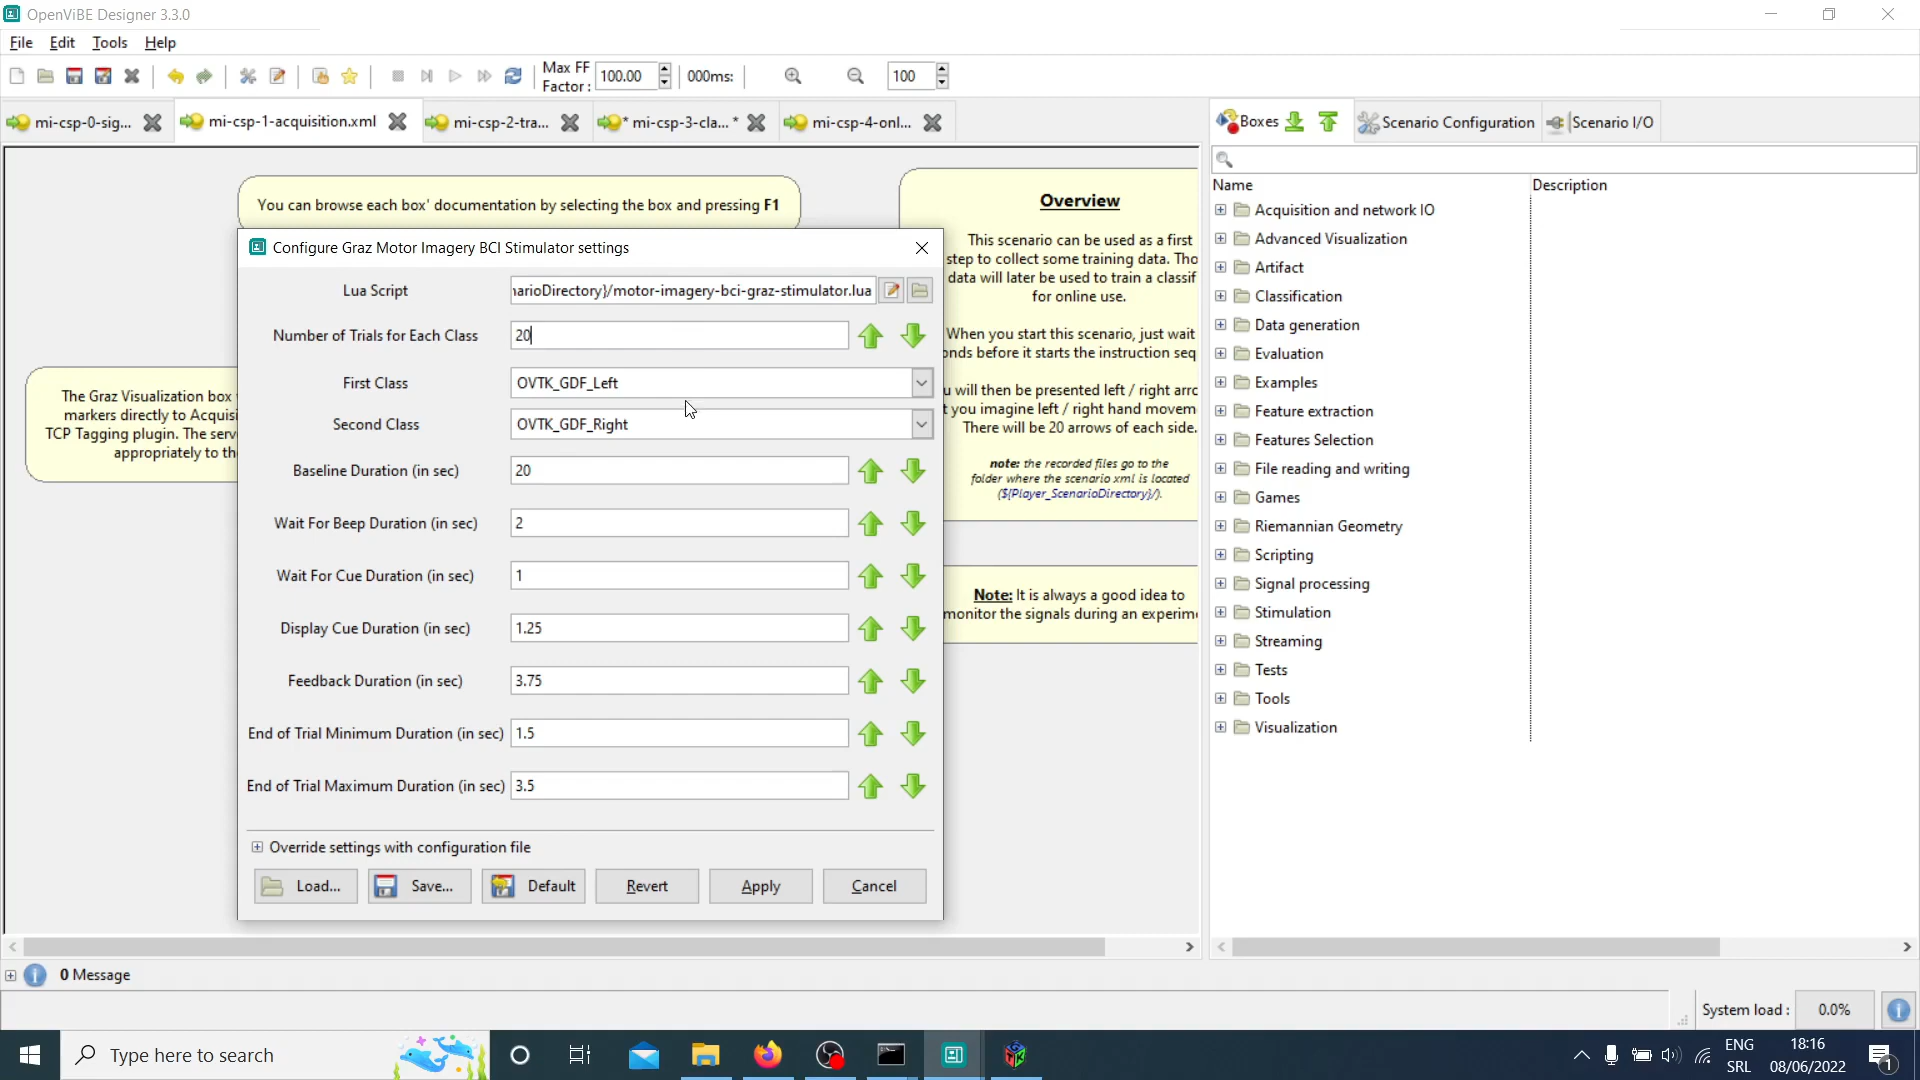 OpenViBE Designer 3.3.0
File Edit Tools Help
Max FF
Factor :
100.00
000ms:
100
mi-csp-0-sig...
mi-csp-1-acquisition.xml
mi-csp-2-tra...
* mi-csp-3-cla... *
mi-csp-4-onl...
Boxes
Scenario Configuration
Scenario I/O
You can browse each box' documentation by selecting the box and pressing F1
The Graz Visualization box
markers directly to Acquisi
TCP Tagging plugin. The serv
appropriately to th
Overview
This scenario can be used as a first
step to collect some training data. Tho
data will later be used to train a classif
for online use.
When you start this scenario, just wait
onds before it starts the instruction seq
u will then be presented left / right arro
t you imagine left / right hand movem
There will be 20 arrows of each side.
note: the recorded files go to the
folder where the scenario xml is located
(${Player_ScenarioDirectory}/).
Note: It is always a good idea to
monitor the signals during an experime
Configure Graz Motor Imagery BCI Stimulator settings
Lua Script
narioDirectory}/motor-imagery-bci-graz-stimulator.lua
Number of Trials for Each Class
20
First Class
OVTK_GDF_Left
Second Class
OVTK_GDF_Right
Baseline Duration (in sec)
20
Wait For Beep Duration (in sec)
2
Wait For Cue Duration (in sec)
1
Display Cue Duration (in sec)
1.25
Feedback Duration (in sec)
3.75
End of Trial Minimum Duration (in sec)
1.5
End of Trial Maximum Duration (in sec)
3.5
Override settings with configuration file
Load...
Save...
Default
Revert
Apply
Cancel
Name
Description
Acquisition and network IO
Advanced Visualization
Artifact
Classification
Data generation
Evaluation
Examples
Feature extraction
Features Selection
File reading and writing
Games
Riemannian Geometry
Scripting
Signal processing
Stimulation
Streaming
Tests
Tools
Visualization
0 Message
System load :
0.0%
Type here to search
ENG
SRL
18:16
08/06/2022
1